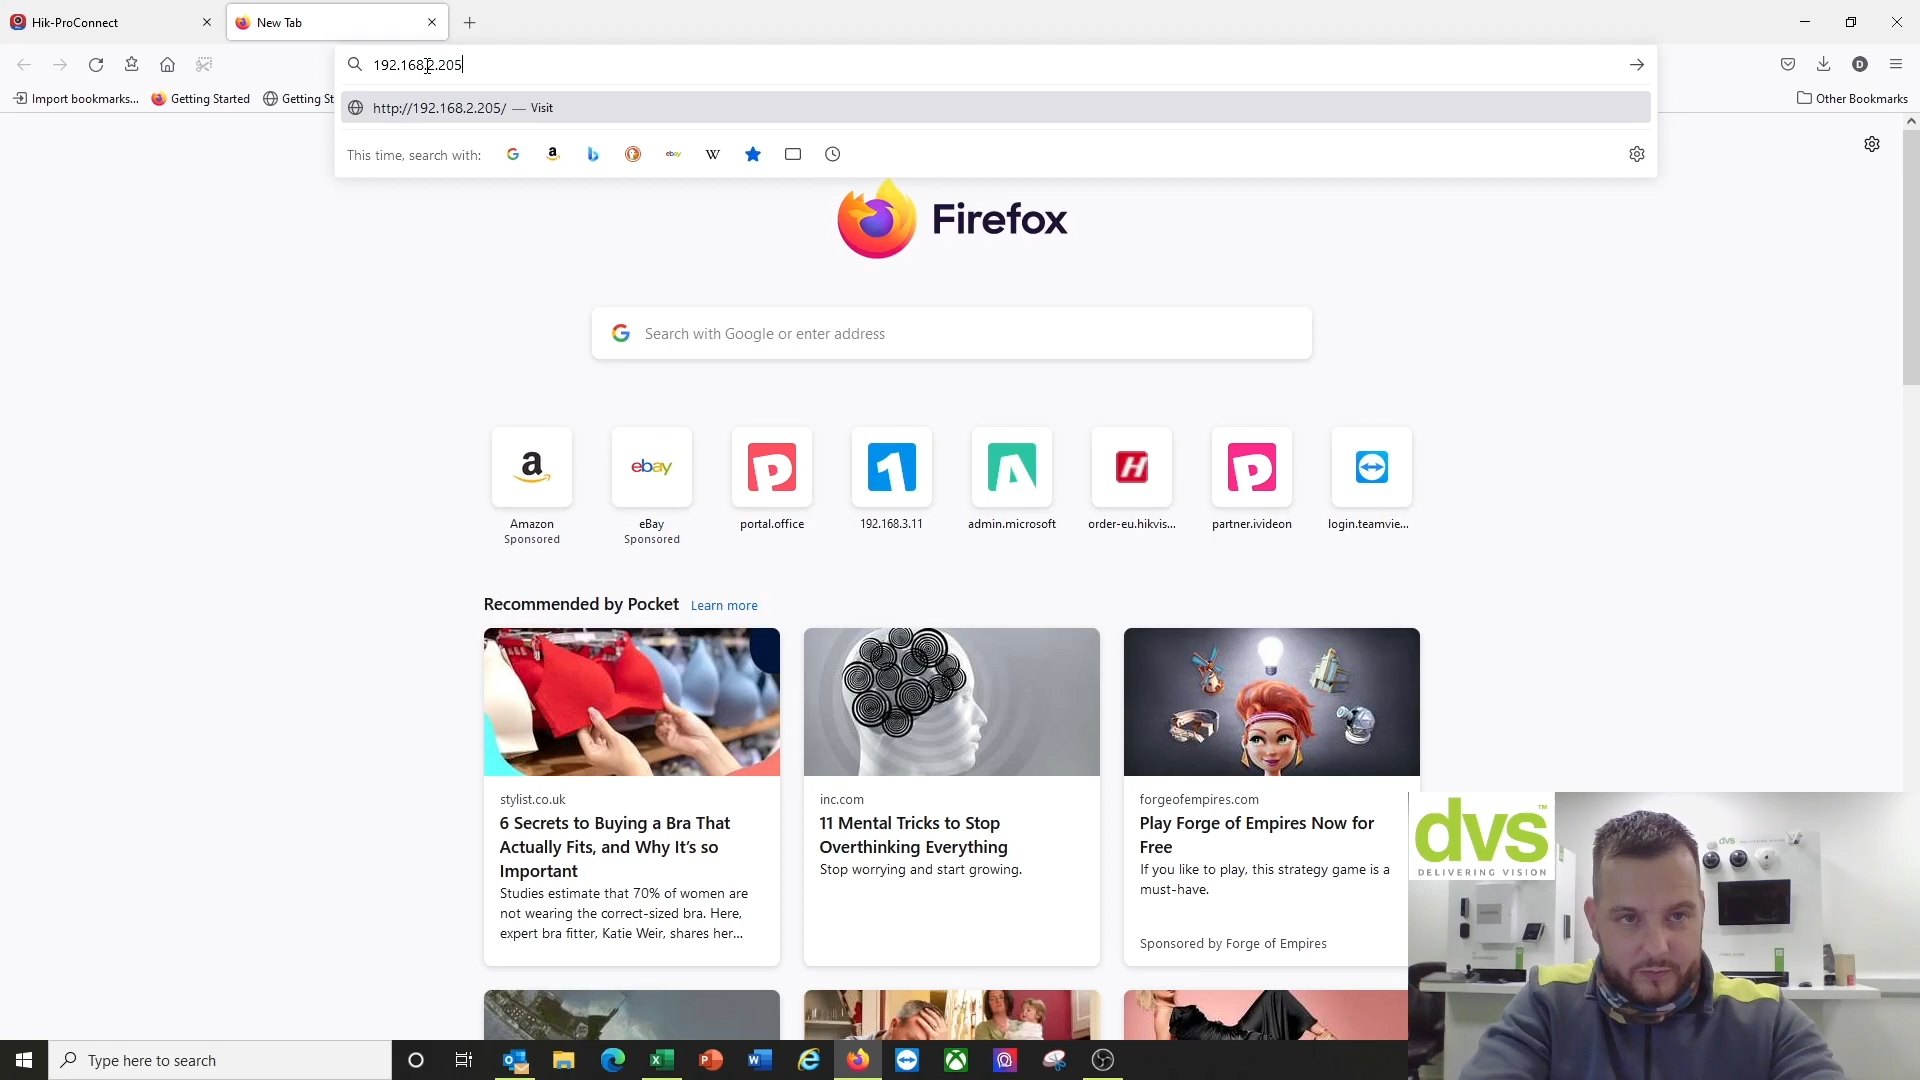 Hik-ProConnect
New Tab
192.168.2.205
http://192.168.2.205/ — Visit
Import bookmarks...
Getting Started
Getting St
Other Bookmarks
This time, search with:
Firefox
Search with Google or enter address
Amazon
Sponsored
eBay
Sponsored
portal.office
192.168.3.11
admin.microsoft
order-eu.hikvis...
partner.ivideon
login.teamvie...
Recommended by Pocket Learn more
stylist.co.uk
6 Secrets to Buying a Bra That
Actually Fits, and Why It's so
Important
Studies estimate that 70% of women are
not wearing the correct-sized bra. Here,
expert bra fitter, Katie Weir, shares her...
inc.com
11 Mental Tricks to Stop
Overthinking Everything
Stop worrying and start growing.
forgeofempires.com
Play Forge of Empires Now for
Free
If you like to play, this strategy game is a
must-have.
Sponsored by Forge of Empires
dvs™
DELIVERING VISION
Type here to search